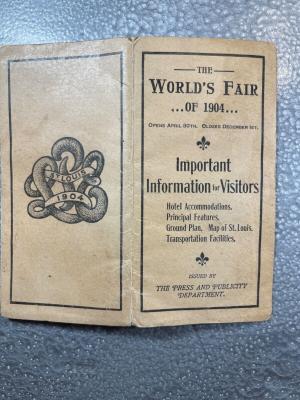 ST. LOUIS
1904
THE
WORLD'S FAIR
...OF 1904...
OPENS APRIL 30TH. CLOSES DECEMBER 1ST.
Important
Information for Visitors
Hotel Accommodations.
Principal Features.
Ground Plan. Map of St. Louis.
Transportation Facilities.
ISSUED BY
THE PRESS AND PUBLICITY
DEPARTMENT.